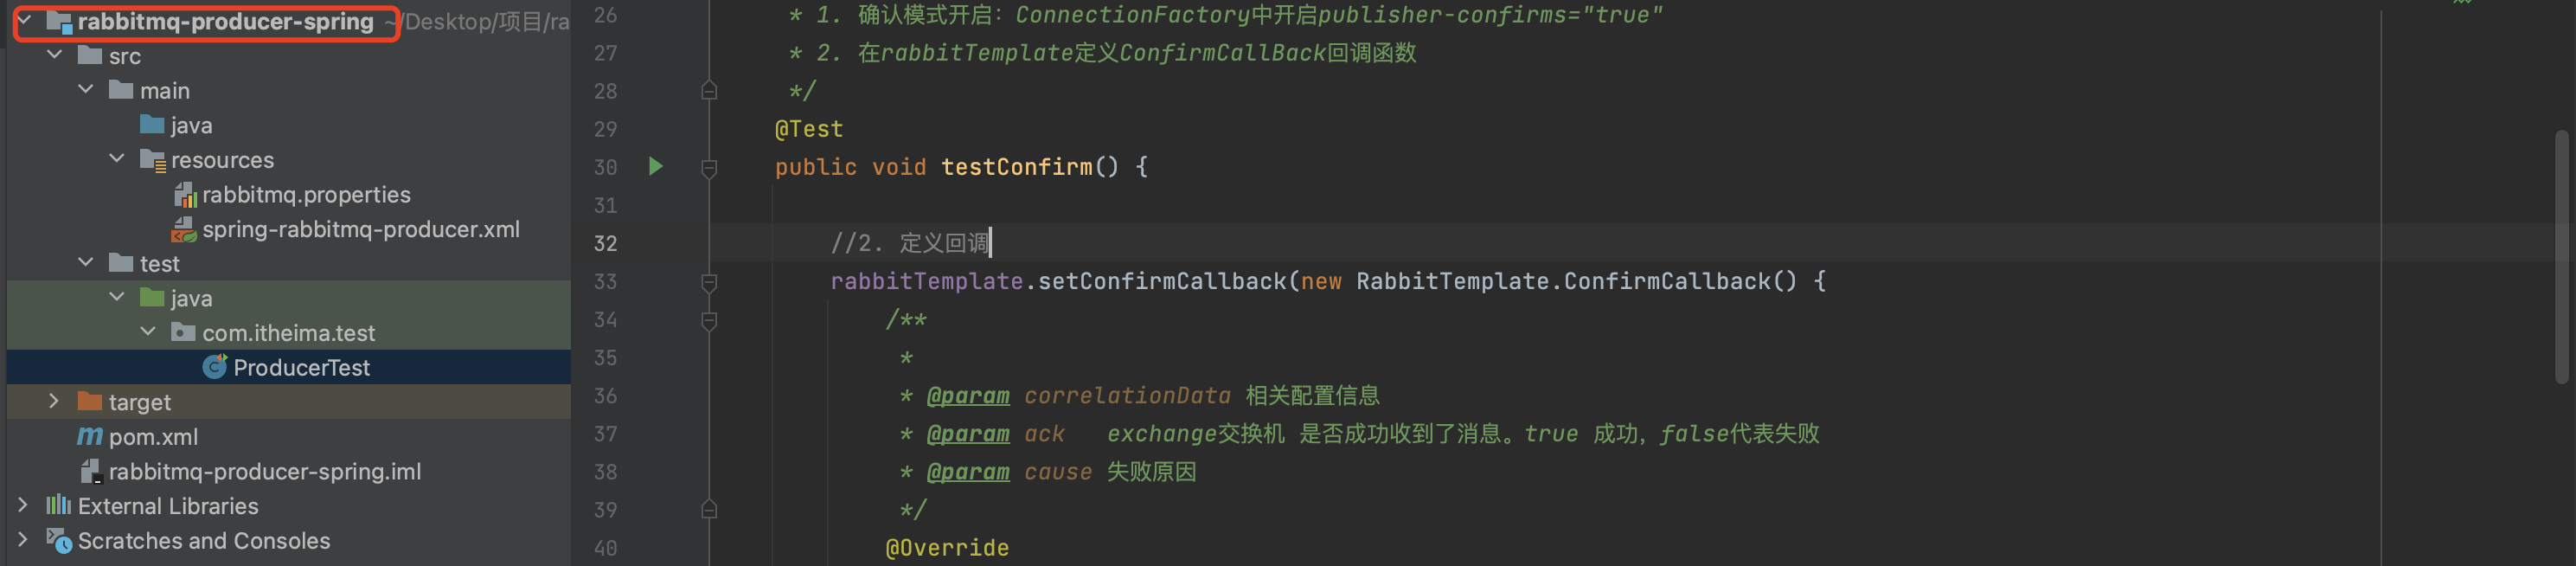 rabbitmq-producer-spring ~/Desktop/项目/ra
src
main
java
resources
rabbitmq.properties
spring-rabbitmq-producer.xml
test
java
com.itheima.test
ProducerTest
target
pom.xml
rabbitmq-producer-spring.iml
External Libraries
Scratches and Consoles
26 * 1. 确认模式开启：ConnectionFactory中开启publisher-confirms="true"
27 * 2. 在rabbitTemplate定义ConfirmCallBack回调函数
28 */
29 @Test
30 public void testConfirm() {
31
32 //2. 定义回调
33 rabbitTemplate.setConfirmCallback(new RabbitTemplate.ConfirmCallback() {
34 /**
35 *
36 * @param correlationData 相关配置信息
37 * @param ack   exchange交换机 是否成功收到了消息。true 成功，false代表失败
38 * @param cause 失败原因
39 */
40 @Override